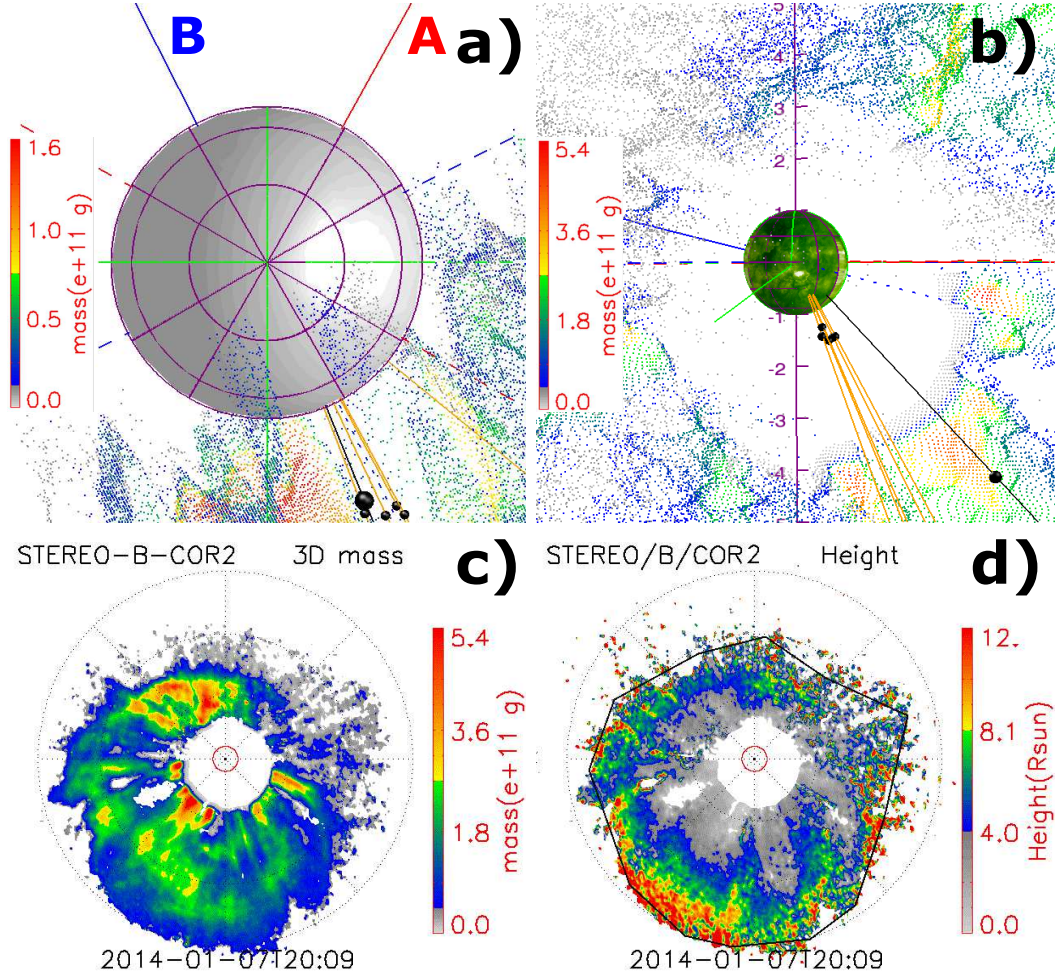 B
A
a)
1.6
1.0
0.5
0.0
mass(e+11 g)
b)
5
4
3
2
1
-1
-2
-3
-4
5.4
3.6
1.8
0.0
mass(e+11 g)
STEREO-B-COR2 3D mass
c)
5.4
3.6
1.8
0.0
mass(e+11 g)
2014-01-07T20:09
STEREO/B/COR2 Height
d)
12.
8.1
4.0
0.0
Height(Rsun)
2014-01-07T20:09